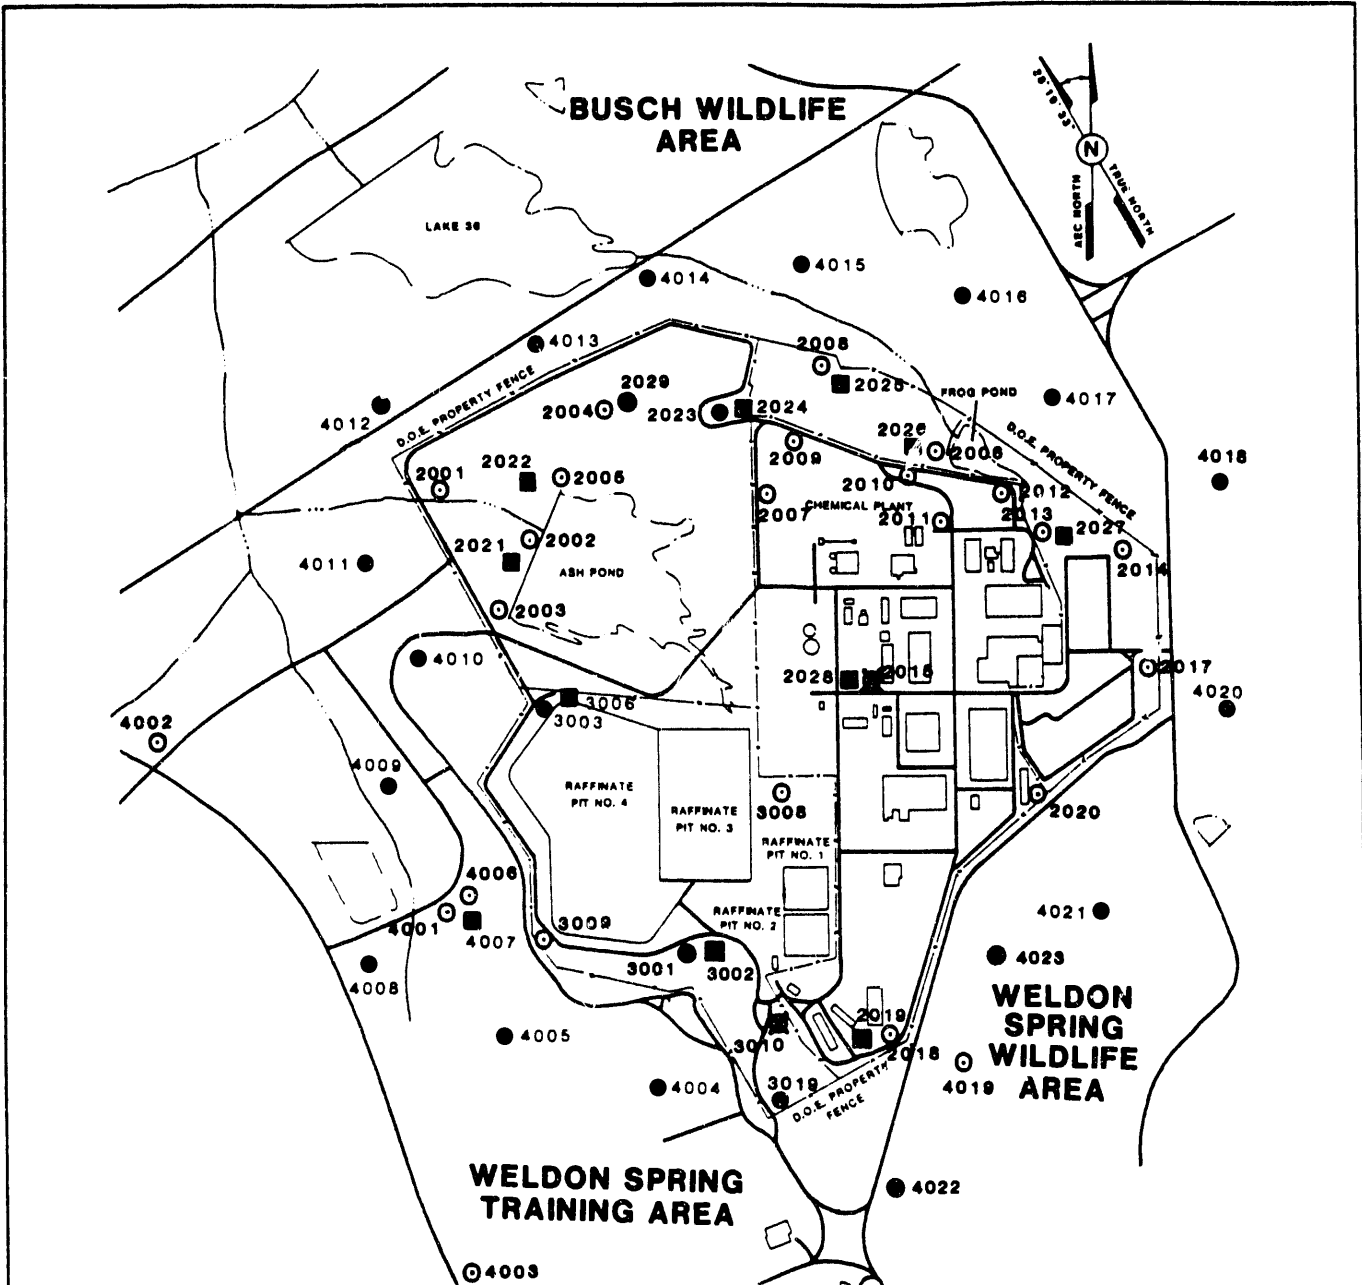 BUSCH WILDLIFE
AREA
28° 19' 33"
N
AEC NORTH
TRUE NORTH
LAKE 36
4014
4015
4016
4013
2008
2025
4012
D.O.E. PROPERTY FENCE
2029
2004
2023
2024
FROG POND
4017
2026
2006
D.O.E. PROPERTY FENCE
2009
4018
2001
2022
2005
2010
2012
2007
CHEMICAL PLANT
2011
2013
2027
2021
2002
4011
ASH POND
2014
2003
4010
2028
2015
2017
4020
4002
3006
3003
4009
RAFFINATE
PIT NO. 4
RAFFINATE
PIT NO. 3
3008
2020
RAFFINATE
PIT NO. 1
4006
4001
4007
3009
RAFFINATE
PIT NO. 2
4021
4008
3001
3002
4023
WELDON
SPRING
WILDLIFE
AREA
4005
3010
2019
2018
4004
3019
4019
D.O.E. PROPERTY
FENCE
WELDON SPRING
TRAINING AREA
4022
4003